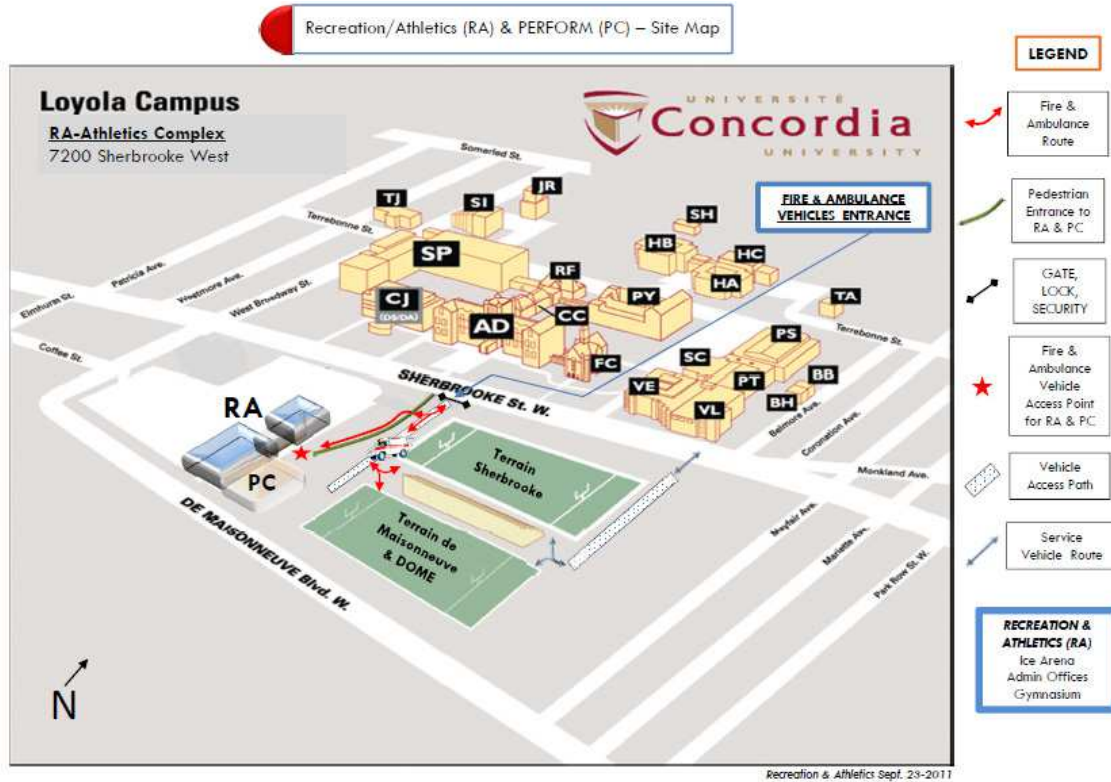 Recreation/Athletics (RA) & PERFORM (PC) – Site Map
Loyola Campus
RA-Athletics Complex
7200 Sherbrooke West
UNIVERSITÉ
Concordia
UNIVERSITY
FIRE & AMBULANCE
VEHICLES ENTRANCE
Somerled St.
Terrebonne St.
Patricia Ave.
Elmhurst St.
Westmore Ave.
West Broadway St.
Coffee St.
TJ
SI
JR
SP
CJ
(DS/DA)
AD
RF
CC
FC
PY
SH
HB
HC
HA
TA
Terrebonne St.
PS
SC
PT
BB
BH
VE
VL
Belmore Ave.
Coronation Ave.
Monkland Ave.
SHERBROOKE St. W.
RA
PC
Terrain
Sherbrooke
Terrain de
Maisonneuve
& DOME
DE MAISONNEUVE Blvd. W.
Mayfair Ave.
Mariette Ave.
Park Row St. W.
N
LEGEND
Fire &
Ambulance
Route
Pedestrian
Entrance to
RA & PC
GATE,
LOCK,
SECURITY
Fire &
Ambulance
Vehicle
Access Point
for RA & PC
Vehicle
Access Path
Service
Vehicle Route
RECREATION &
ATHLETICS (RA)
Ice Arena
Admin Offices
Gymnasium
Recreation & Athletics Sept. 23-2011